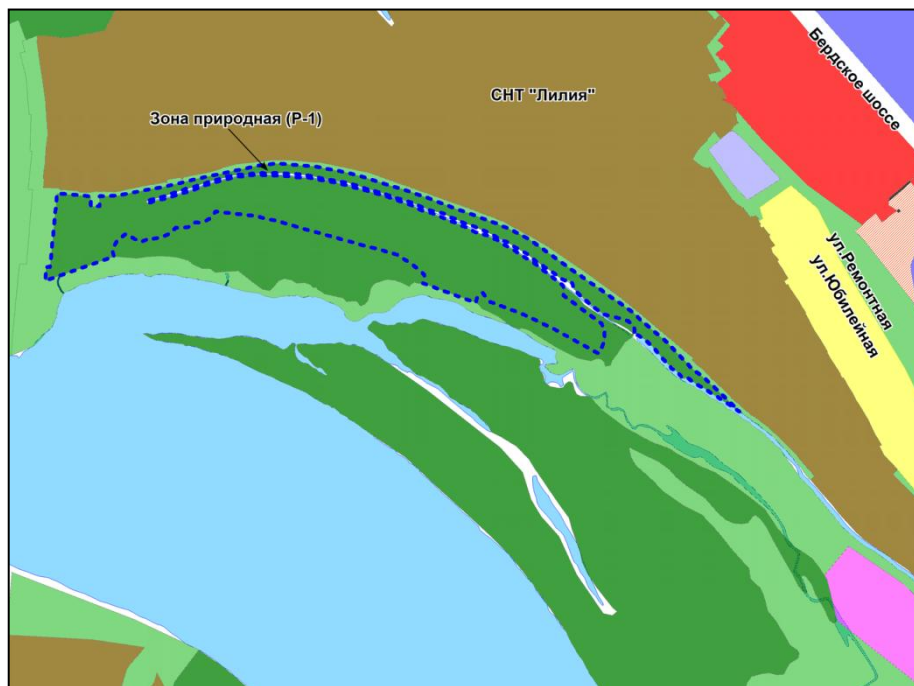 Бердское шоссе
СНТ "Лилия"
Зона природная (Р-1)
ул.Ремонтная
ул.Юбилейная